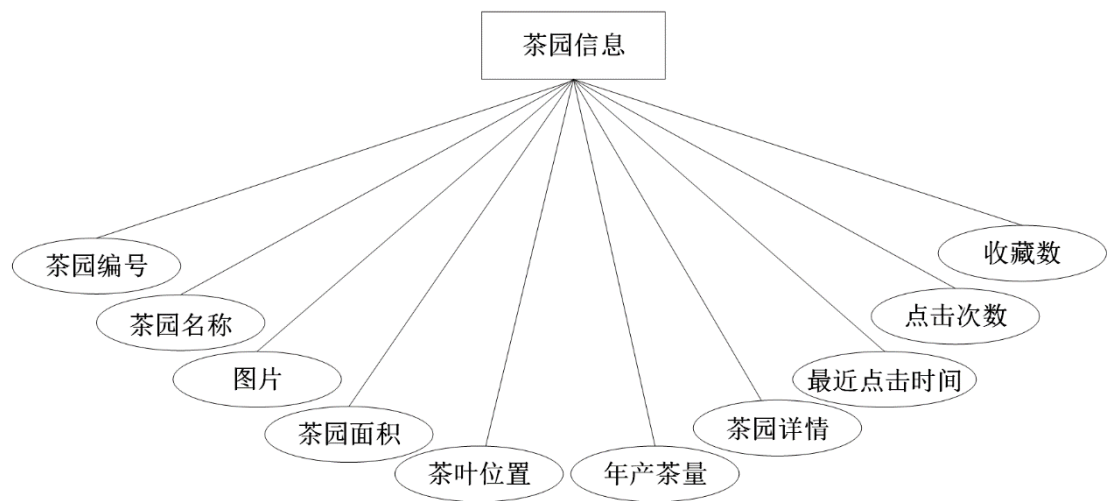 茶园信息
茶园编号
茶园名称
图片
茶园面积
茶叶位置
年产茶量
茶园详情
最近点击时间
点击次数
收藏数